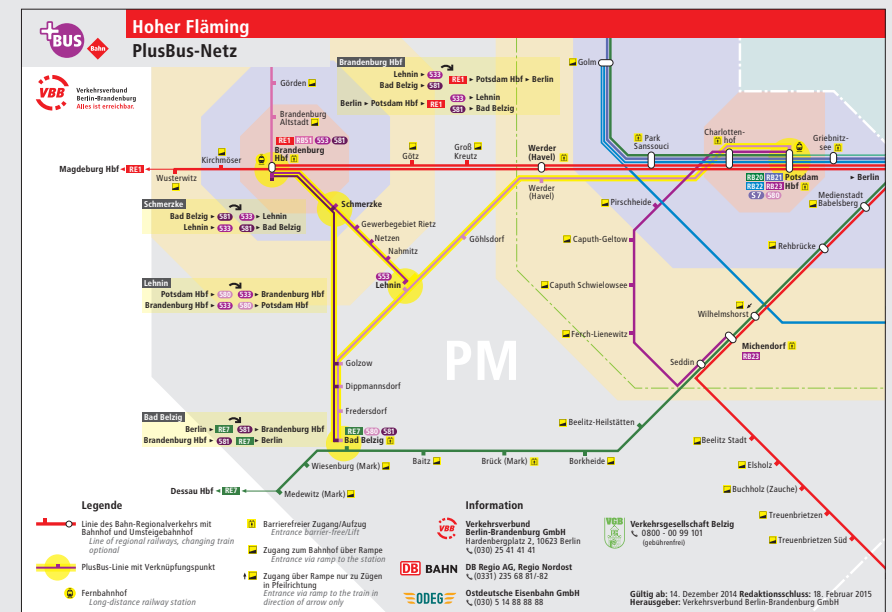 +BUS
Bahn
Hoher Fläming
PlusBus-Netz
VBB
Verkehrsverbund
Berlin-Brandenburg
Alles ist erreichbar.
Brandenburg Hbf
Lehnin 553
Bad Belzig 581
RE1 Potsdam Hbf Berlin
Berlin Potsdam Hbf RE1
553 Lehnin
581 Bad Belzig
Golm
Görden
Brandenburg
Altstadt
RE1 RB51 553 581
Brandenburg
Hbf
Kirchmöser
Magdeburg Hbf RE1
Wusterwitz
Götz
Groß
Kreutz
Werder
(Havel)
Werder
(Havel)
Park
Sanssouci
Charlotten-
hof
Griebnitz-
see
RB20 RB21 Potsdam
RB22 RB23 Hbf
S7 580
Berlin
Medienstadt
Babelsberg
Schmerzke
Bad Belzig 581 553 Lehnin
Lehnin 553 581 Bad Belzig
Schmerzke
Gewerbegebiet Rietz
Netzen
Nahmitz
Göhlsdorf
Pirschheide
Caputh-Geltow
Rehbrücke
553
Lehnin
Lehnin
Potsdam Hbf 580 553 Brandenburg Hbf
Brandenburg Hbf 553 580 Potsdam Hbf
Caputh Schwielowsee
Wilhelmshorst
Ferch-Lienewitz
Michendorf
RB23
Seddin
PM
Golzow
Dippmannsdorf
Fredersdorf
Bad Belzig
Berlin RE7 581 Brandenburg Hbf
Brandenburg Hbf 581 RE7 Berlin
RE7 580 581
Bad Belzig
Beelitz-Heilstätten
Beelitz Stadt
Wiesenburg (Mark)
Baitz
Brück (Mark)
Borkheide
Elsholz
Dessau Hbf RE7
Medewitz (Mark)
Buchholz (Zauche)
Treuenbrietzen
Treuenbrietzen Süd
Legende
Linie des Bahn-Regionalverkehrs mit
Bahnhof und Umsteigebahnhof
Line of regional railways, changing train
optional
PlusBus-Linie mit Verknüpfungspunkt
Fernbahnhof
Long-distance railway station
Barrierefreier Zugang/Aufzug
Entrance barrier-free/Lift
Zugang zum Bahnhof über Rampe
Entrance via ramp to the station
Zugang über Rampe nur zu Zügen
in Pfeilrichtung
Entrance via ramp to the train in
direction of arrow only
Information
VBB
Verkehrsverbund
Berlin-Brandenburg GmbH
Hardenbergplatz 2, 10623 Berlin
(030) 25 41 41 41
DB BAHN
DB Regio AG, Regio Nordost
(0331) 235 68 81/-82
ODEG
Ostdeutsche Eisenbahn GmbH
(030) 5 14 88 88 88
VGB
Verkehrsgesellschaft Belzig
0800 - 00 99 101
(gebührenfrei)
Gültig ab: 14. Dezember 2014 Redaktionsschluss: 18. Februar 2015
Herausgeber: Verkehrsverbund Berlin-Brandenburg GmbH